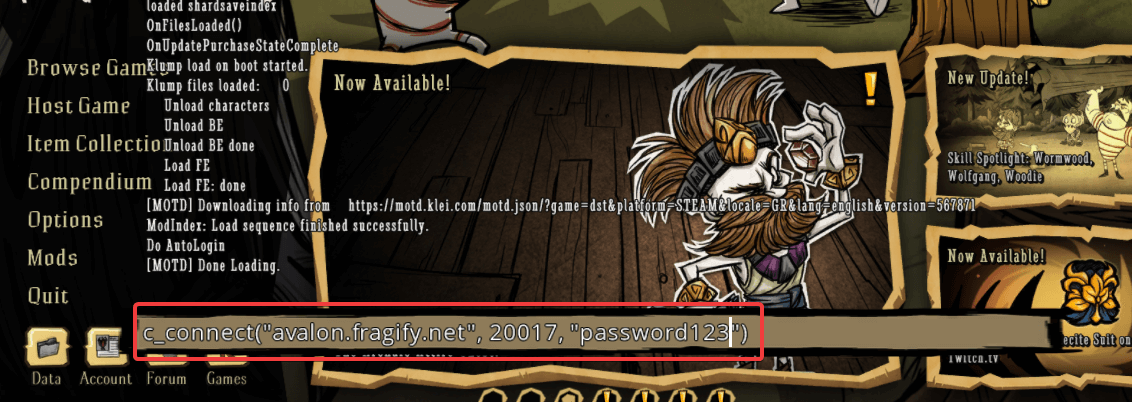 loaded shardsaveindex
OnFilesLoaded()
OnUpdatePurchaseStateComplete
Klump load on boot started.
Klump files loaded: 0
Unload characters
Unload BE
Unload BE done
Load FE
Load FE: done
[MOTD] Downloading info from https://motd.klei.com/motd.json/?game=dst&platform=STEAM&locale=GR&lang=english&version=567871
ModIndex: Load sequence finished successfully.
Do AutoLogin
[MOTD] Done Loading.
Browse Games
Host Game
Item Collectio
Compendium
Options
Mods
Quit
Now Available!
New Update!
Skill Spotlight: Wormwood,
Wolfgang, Woodie
Now Available!
c_connect("avalon.fragify.net", 20017, "password123")
ecite Suit on
Twitch.tv
Data
Account
Forum
Games